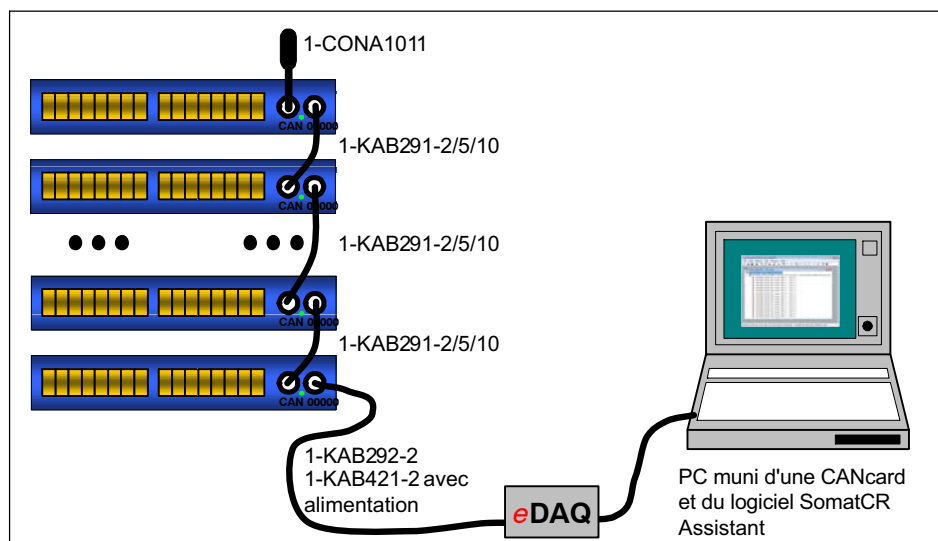 1-CONA1011
CAN 00000
1-KAB291-2/5/10
CAN 00000
1-KAB291-2/5/10
CAN 00000
1-KAB291-2/5/10
CAN 00000
1-KAB292-2
1-KAB421-2 avec
alimentation
eDAQ
PC muni d'une CANcard
et du logiciel SomatCR
Assistant